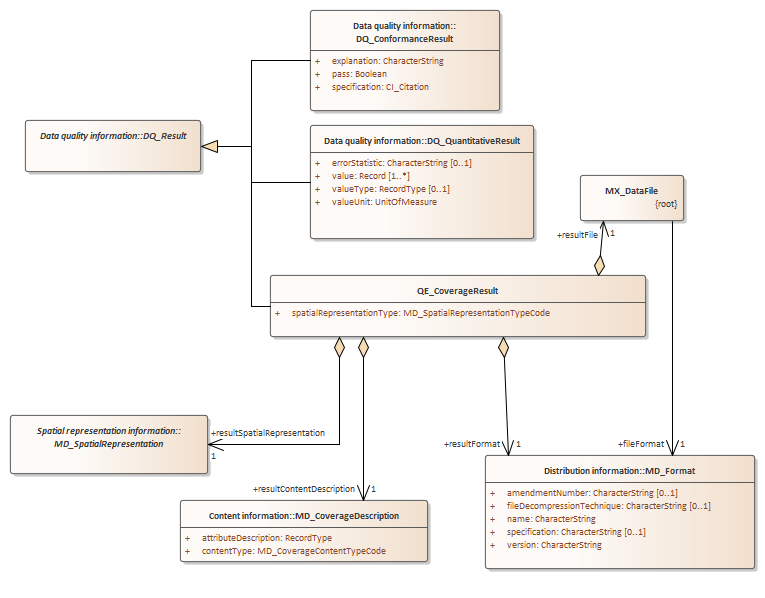 Data quality information::
DQ_ConformanceResult
+ explanation: CharacterString
+ pass: Boolean
+ specification: CI_Citation
Data quality information::DQ_Result
Data quality information::DQ_QuantitativeResult
+ errorStatistic: CharacterString [0..1]
+ value: Record [1..*]
+ valueType: RecordType [0..1]
+ valueUnit: UnitOfMeasure
MX_DataFile
{root}
+resultFile 1
QE_CoverageResult
+ spatialRepresentationType: MD_SpatialRepresentationTypeCode
Spatial representation information::
MD_SpatialRepresentation
+resultSpatialRepresentation
1
+resultFormat 1
+fileFormat 1
+resultContentDescription 1
Distribution information::MD_Format
+ amendmentNumber: CharacterString [0..1]
+ fileDecompressionTechnique: CharacterString [0..1]
+ name: CharacterString
+ specification: CharacterString [0..1]
+ version: CharacterString
Content information::MD_CoverageDescription
+ attributeDescription: RecordType
+ contentType: MD_CoverageContentTypeCode